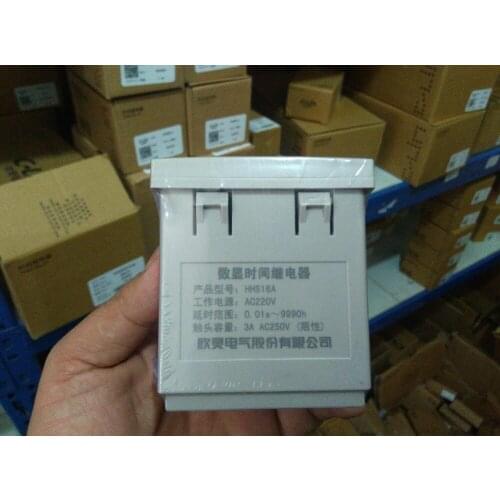 数显时间继电器
产品型号: HHS16A
工作电源: AC220V
延时范围: 0.01s~9990h
触头容量: 3A AC250V (阻性)
欣灵电气股份有限公司